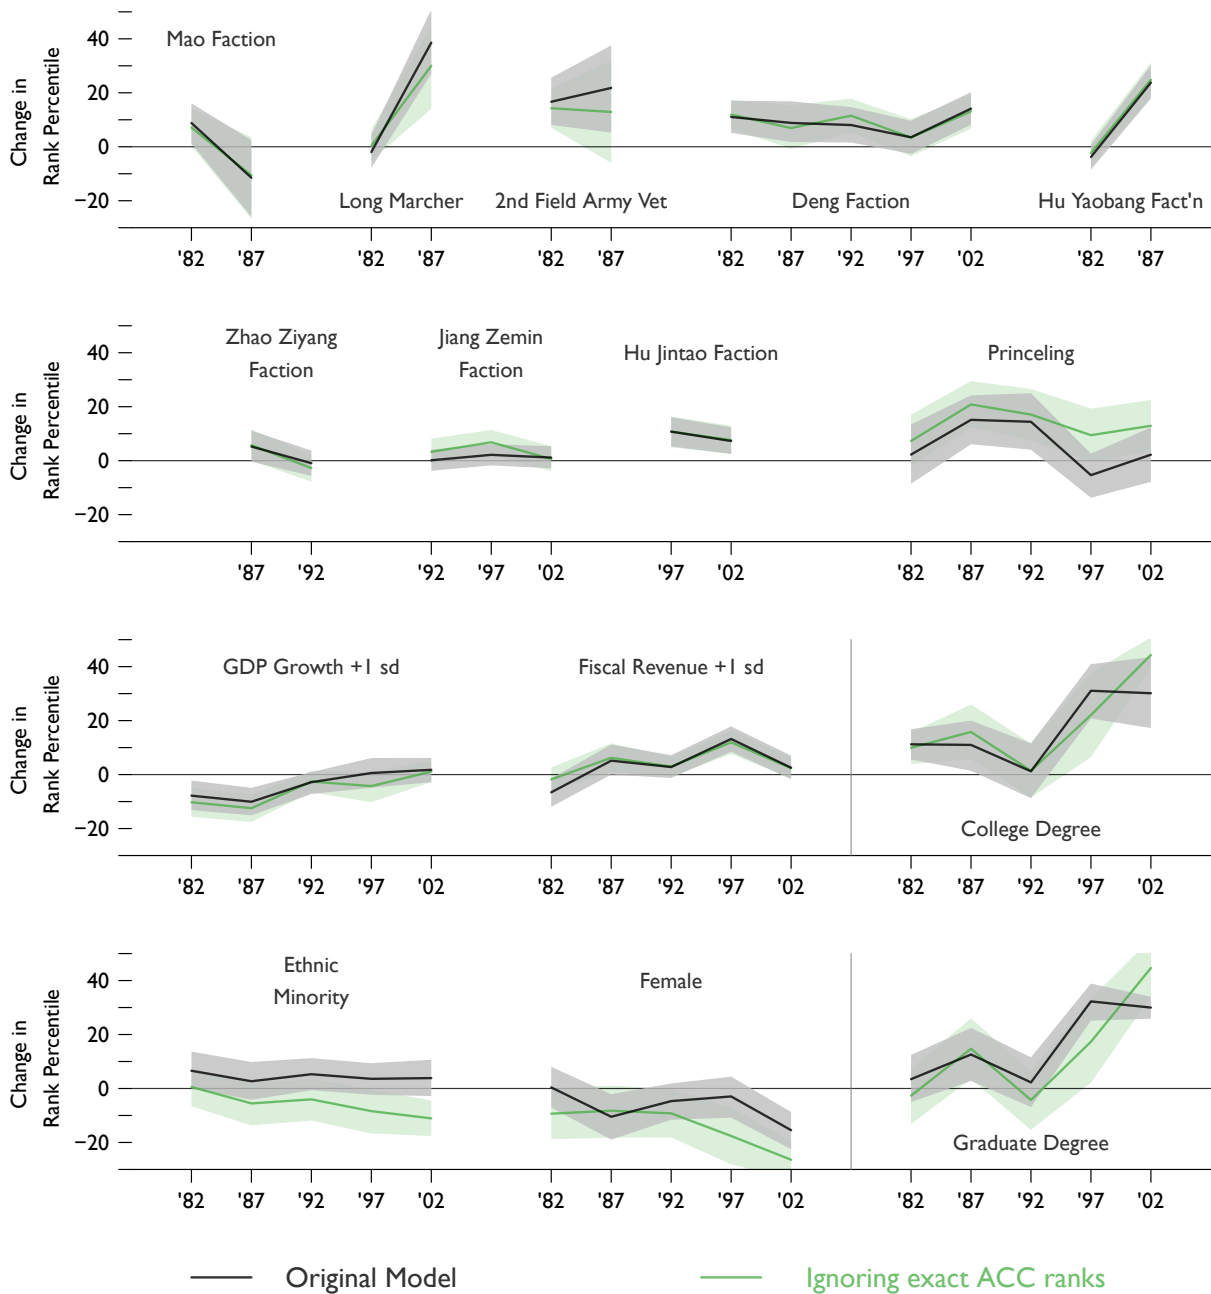 Change in
Rank Percentile
40
20
0
−20
Mao Faction
Long Marcher
2nd Field Army Vet
Deng Faction
Hu Yaobang Fact'n
'82 '87 '82 '87 '82 '87 '82 '87 '92 '97 '02 '82 '87
Change in
Rank Percentile
40
20
0
−20
Zhao Ziyang
Faction
Jiang Zemin
Faction
Hu Jintao Faction
Princeling
'87 '92 '92 '97 '02 '97 '02 '82 '87 '92 '97 '02
Change in
Rank Percentile
40
20
0
−20
GDP Growth +1 sd
Fiscal Revenue +1 sd
College Degree
'82 '87 '92 '97 '02 '82 '87 '92 '97 '02 '82 '87 '92 '97 '02
Change in
Rank Percentile
40
20
0
−20
Ethnic
Minority
Female
Graduate Degree
'82 '87 '92 '97 '02 '82 '87 '92 '97 '02 '82 '87 '92 '97 '02
Original Model
Ignoring exact ACC ranks